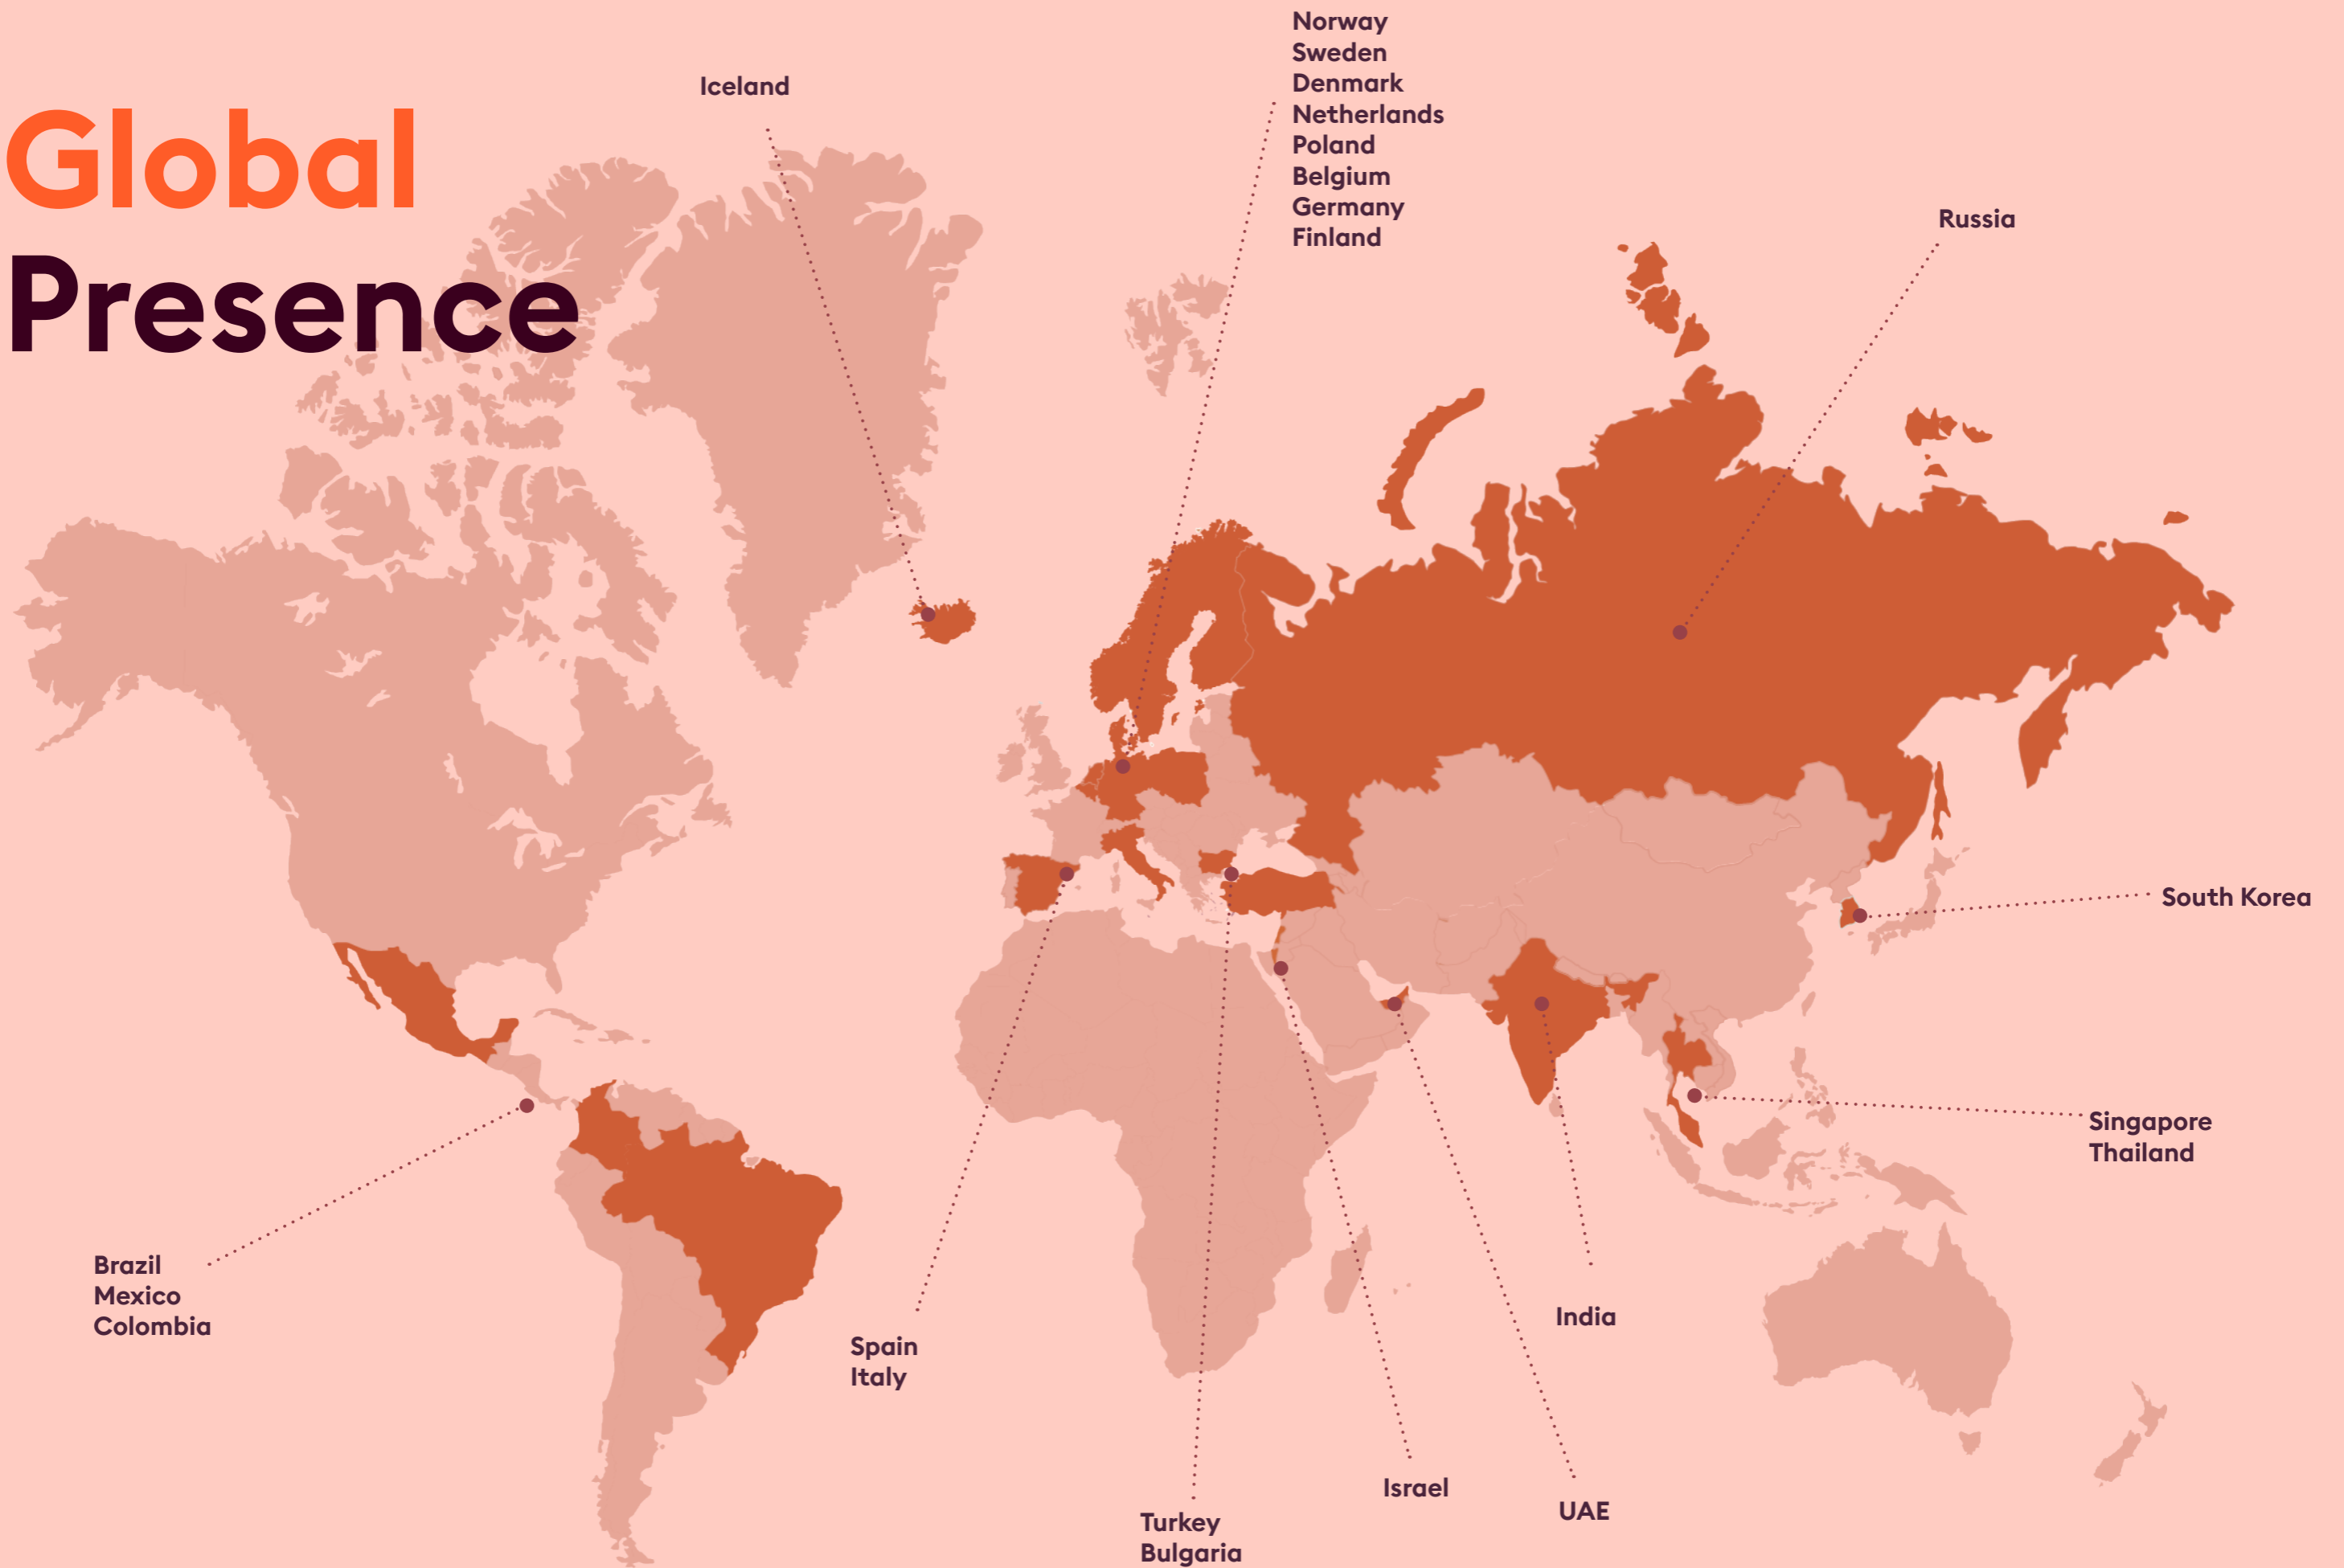 Global
Presence
Iceland
Norway
Sweden
Denmark
Netherlands
Poland
Belgium
Germany
Finland
Russia
South Korea
Singapore
Thailand
Brazil
Mexico
Colombia
Spain
Italy
India
Israel
UAE
Turkey
Bulgaria